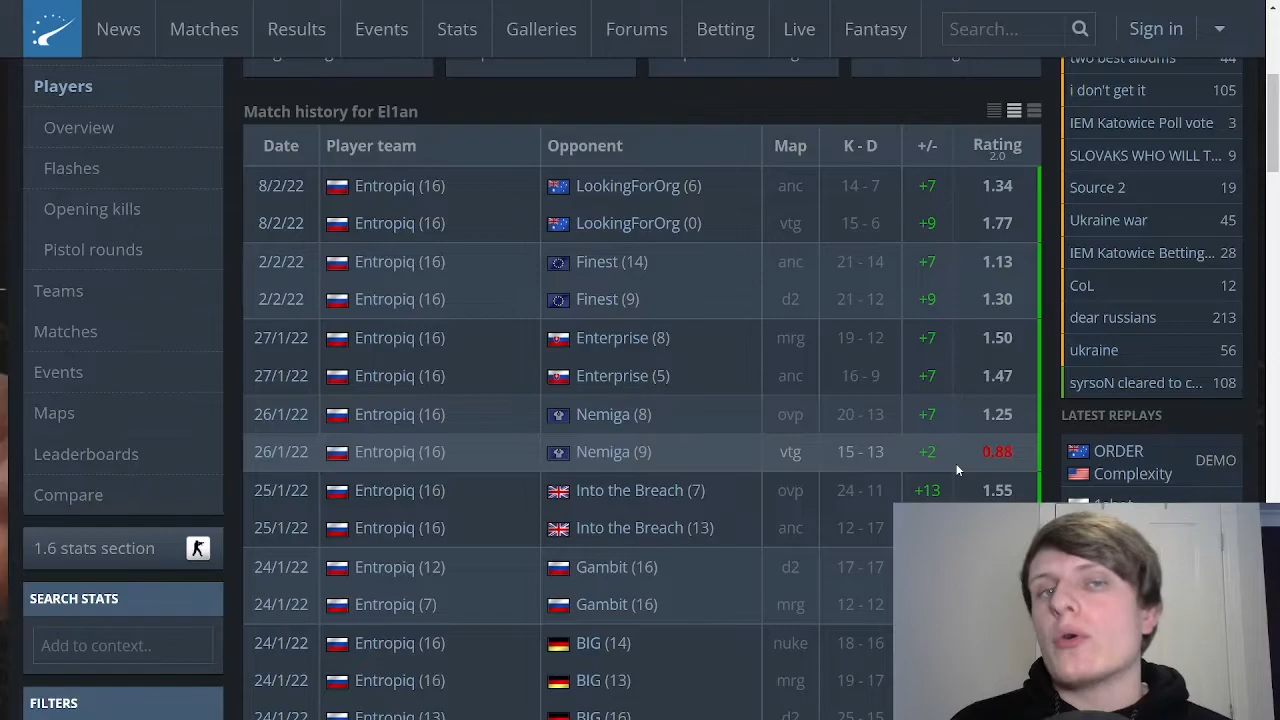 News Matches Results Events Stats Galleries Forums Betting Live Fantasy Search... Sign in
Players
Overview
Flashes
Opening kills
Pistol rounds
Teams
Matches
Events
Maps
Leaderboards
Compare
1.6 stats section
SEARCH STATS
Add to context..
FILTERS
Match history for El1an
Date Player team Opponent Map K - D +/- Rating 2.0
8/2/22 Entropiq (16) LookingForOrg (6) anc 14 - 7 +7 1.34
8/2/22 Entropiq (16) LookingForOrg (0) vtg 15 - 6 +9 1.77
2/2/22 Entropiq (16) Finest (14) anc 21 - 14 +7 1.13
2/2/22 Entropiq (16) Finest (9) d2 21 - 12 +9 1.30
27/1/22 Entropiq (16) Enterprise (8) mrg 19 - 12 +7 1.50
27/1/22 Entropiq (16) Enterprise (5) anc 16 - 9 +7 1.47
26/1/22 Entropiq (16) Nemiga (8) ovp 20 - 13 +7 1.25
26/1/22 Entropiq (16) Nemiga (9) vtg 15 - 13 +2 0.88
25/1/22 Entropiq (16) Into the Breach (7) ovp 24 - 11 +13 1.55
25/1/22 Entropiq (16) Into the Breach (13) anc 12 - 17
24/1/22 Entropiq (12) Gambit (16) d2 17 - 17
24/1/22 Entropiq (7) Gambit (16) mrg 12 - 12
24/1/22 Entropiq (16) BIG (14) nuke 18 - 16
24/1/22 Entropiq (16) BIG (13) mrg 19 - 17
24/1/22 Entropiq (13) BIG (16) d2 25 - 15
two best albums 44
i don't get it 105
IEM Katowice Poll vote 3
SLOVAKS WHO WILL T... 9
Source 2 19
Ukraine war 45
IEM Katowice Betting... 28
CoL 12
dear russians 213
ukraine 56
syrsoN cleared to c... 108
LATEST REPLAYS
ORDER
Complexity
DEMO